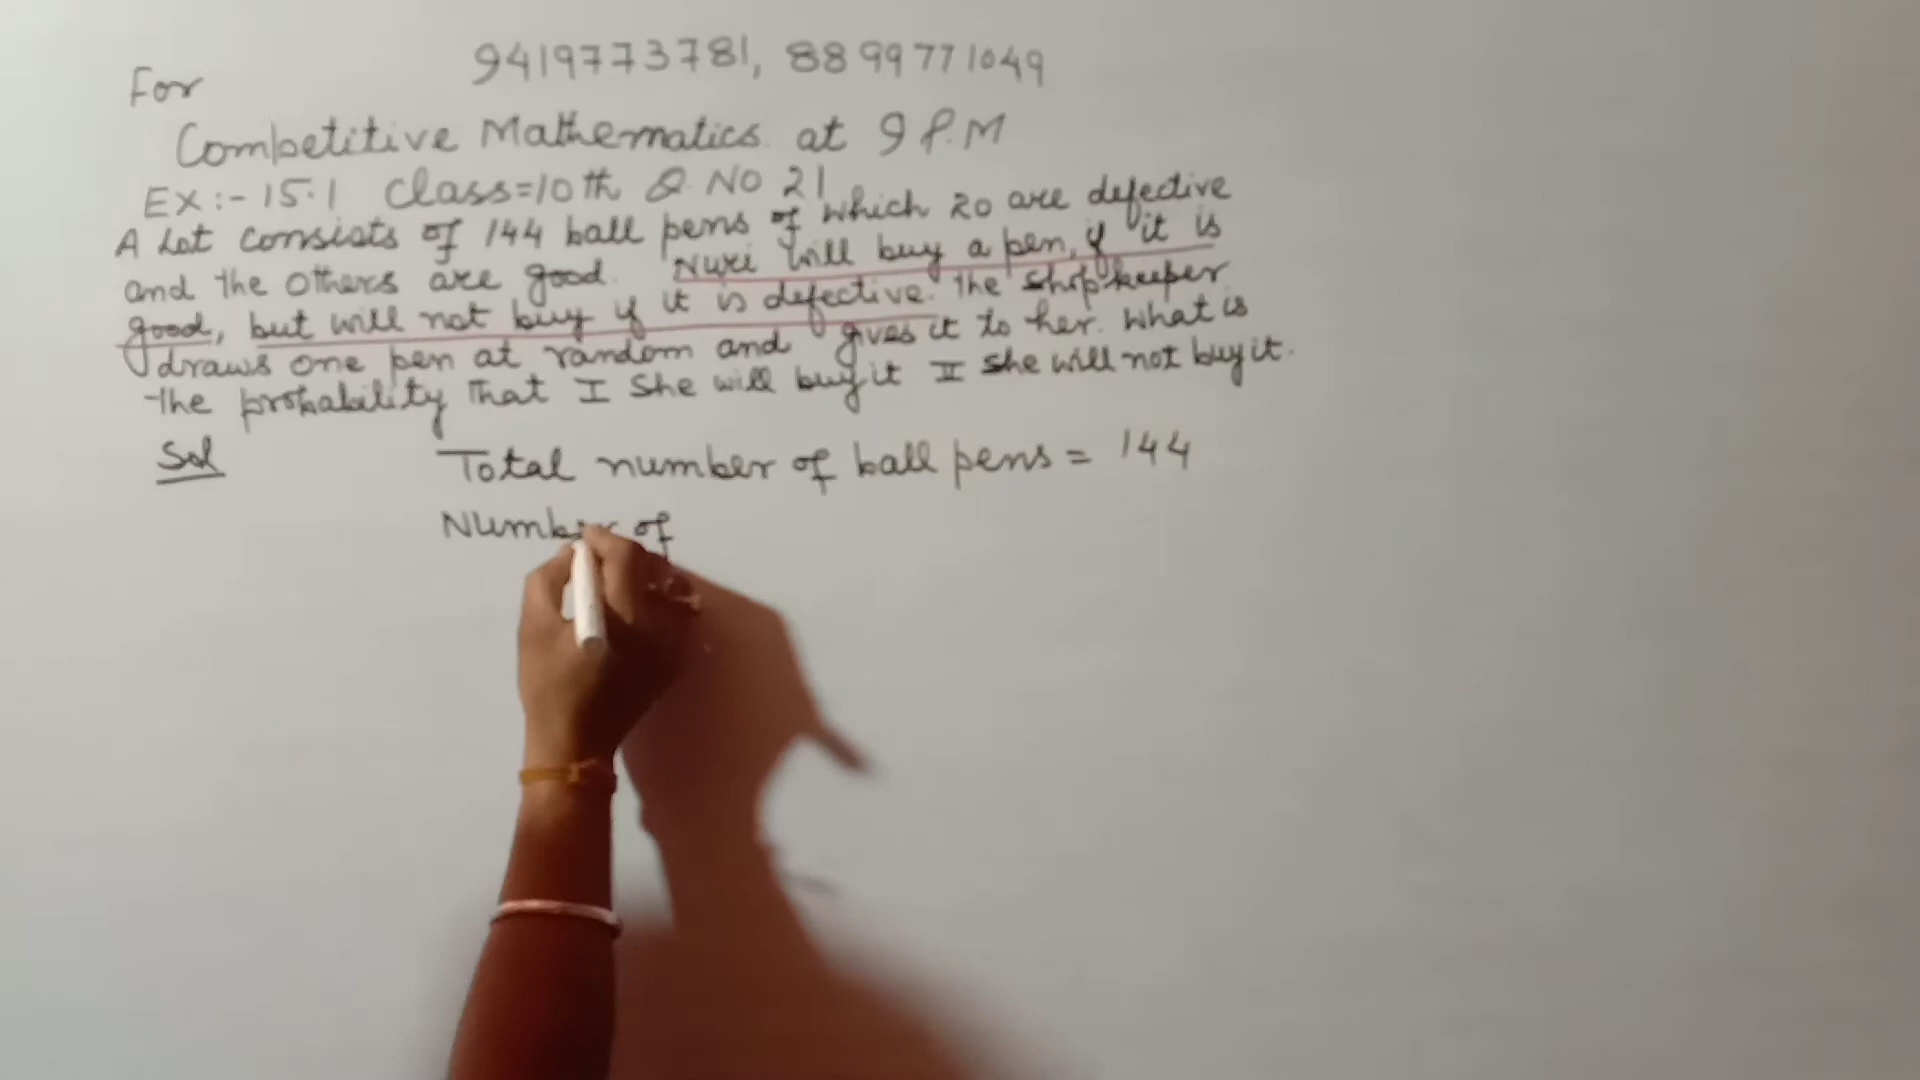 9419773781, 8899771049
For
Competitive Mathematics at 9 P.M
EX:- 15.1 Class=10th Q. NO 21
A Lot consists of 144 ball pens of which 20 are defective
and the others are good. Nuri will buy a pen, if it is
good, but will not buy if it is defective. The shopkeeper
draws one pen at random and gives it to her. What is
the probability that I She will buy it II she will not buy it.
Sol Total number of ball pens = 144
Number of